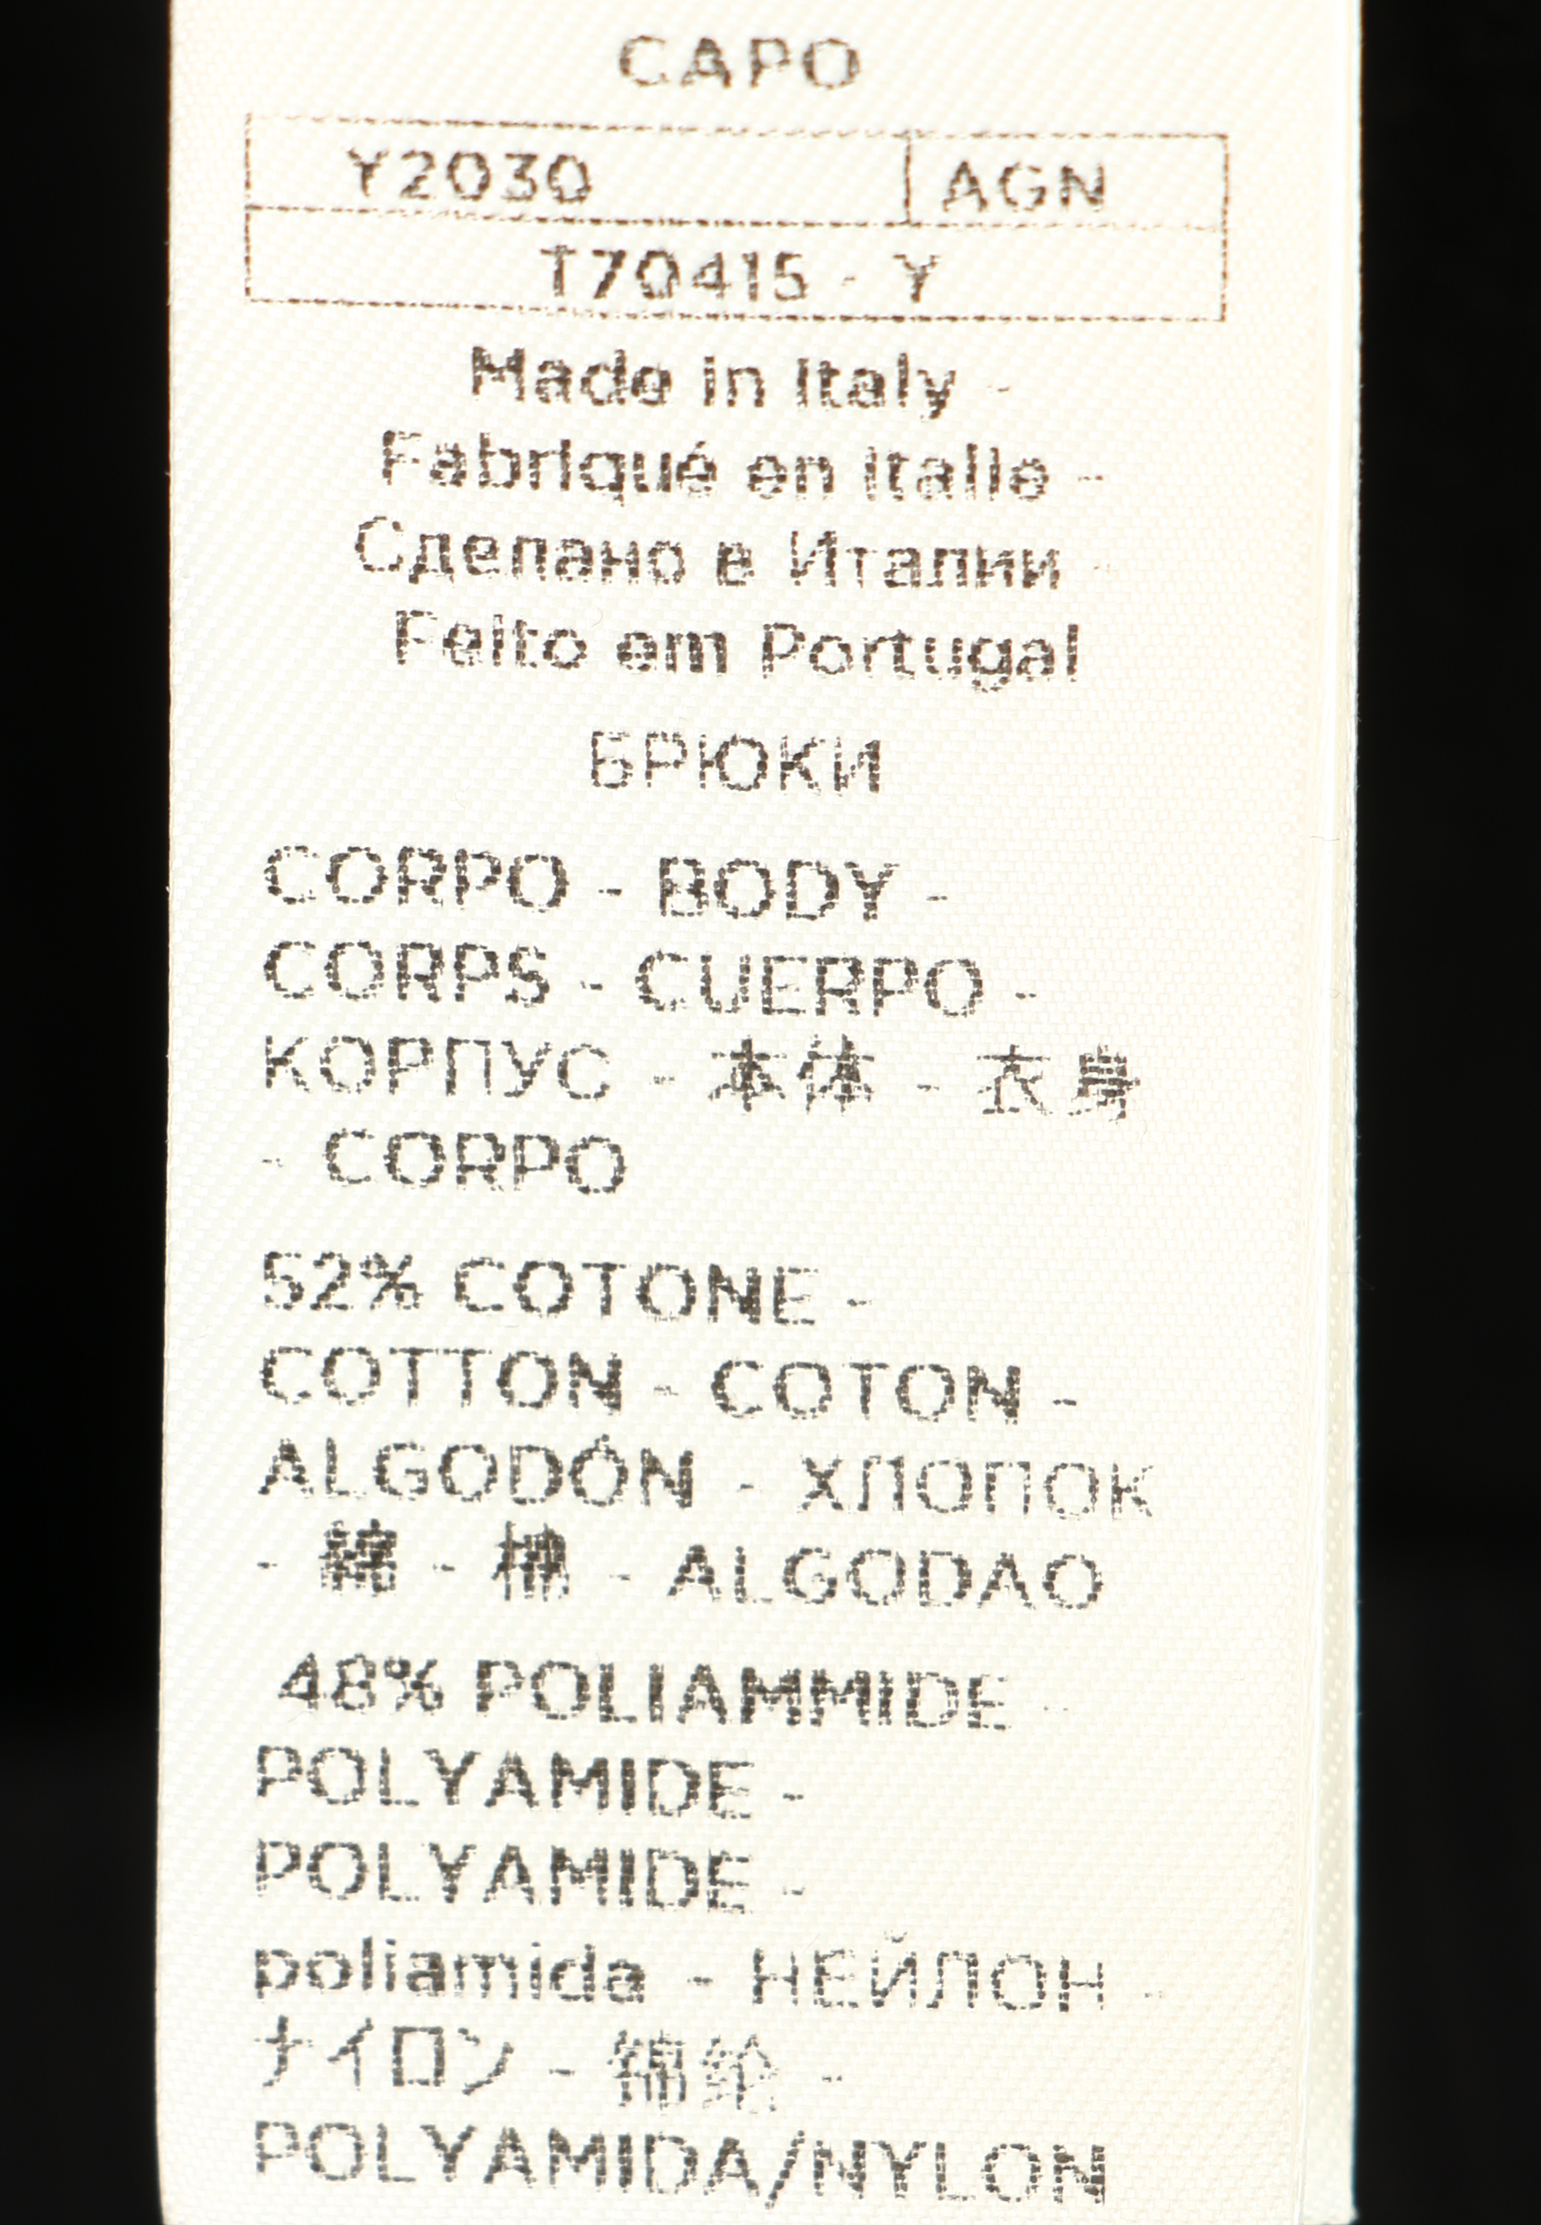 CAPO
Y2030 AGN
T70415 - Y
Made in Italy -
Fabriqué en Italie -
Сделано в Италии -
Feito em Portugal
БРЮКИ
CORPO - BODY -
CORPS - CUERPO -
КОРПУС - 本体 - 衣身
- CORPO
52% COTONE -
COTTON - COTON -
ALGODÓN - ХЛОПОК
- 綿 - 棉 - ALGODAO
48% POLIAMMIDE -
POLYAMIDE -
POLYAMIDE -
poliamida - НЕЙЛОН -
ナイロン - 锦纶 -
POLYAMIDA/NYLON